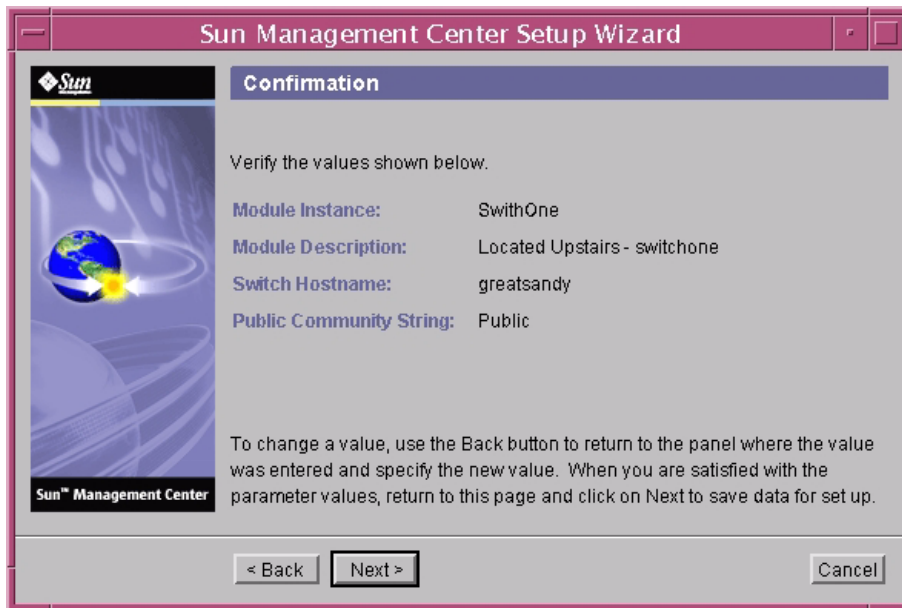 Sun Management Center Setup Wizard
Sun
Confirmation
Verify the values shown below.
Module Instance: SwithOne
Module Description: Located Upstairs - switchone
Switch Hostname: greatsandy
Public Community String: Public
To change a value, use the Back button to return to the panel where the value
was entered and specify the new value. When you are satisfied with the
parameter values, return to this page and click on Next to save data for set up.
Sun™ Management Center
< Back Next > Cancel